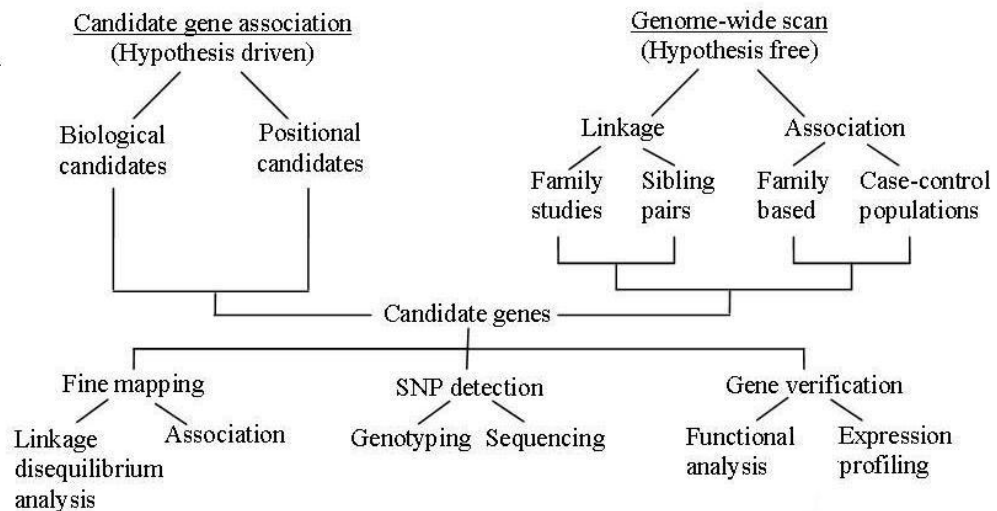 Candidate gene association
(Hypothesis driven)
Genome-wide scan
(Hypothesis free)
Biological
candidates
Positional
candidates
Linkage
Association
Family
studies
Sibling
pairs
Family
based
Case-control
populations
Candidate genes
Fine mapping
SNP detection
Gene verification
Linkage
disequilibrium
analysis
Association
Genotyping
Sequencing
Functional
analysis
Expression
profiling